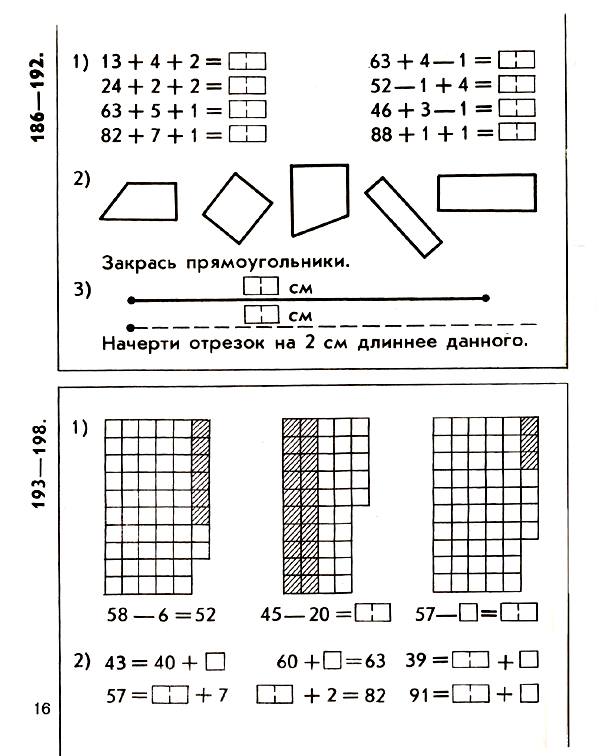 186—192.
1) 13 + 4 + 2 = 63 + 4 — 1 =
24 + 2 + 2 = 52 — 1 + 4 =
63 + 5 + 1 = 46 + 3 — 1 =
82 + 7 + 1 = 88 + 1 + 1 =
2)
Закрась прямоугольники.
3) см
см
Начерти отрезок на 2 см длиннее данного.
193—198.
1)
58 — 6 = 52 45 — 20 = 57 — □ =
2) 43 = 40 + □ 60 + □ = 63 39 = + □
57 = + 7 + 2 = 82 91 = + □
16